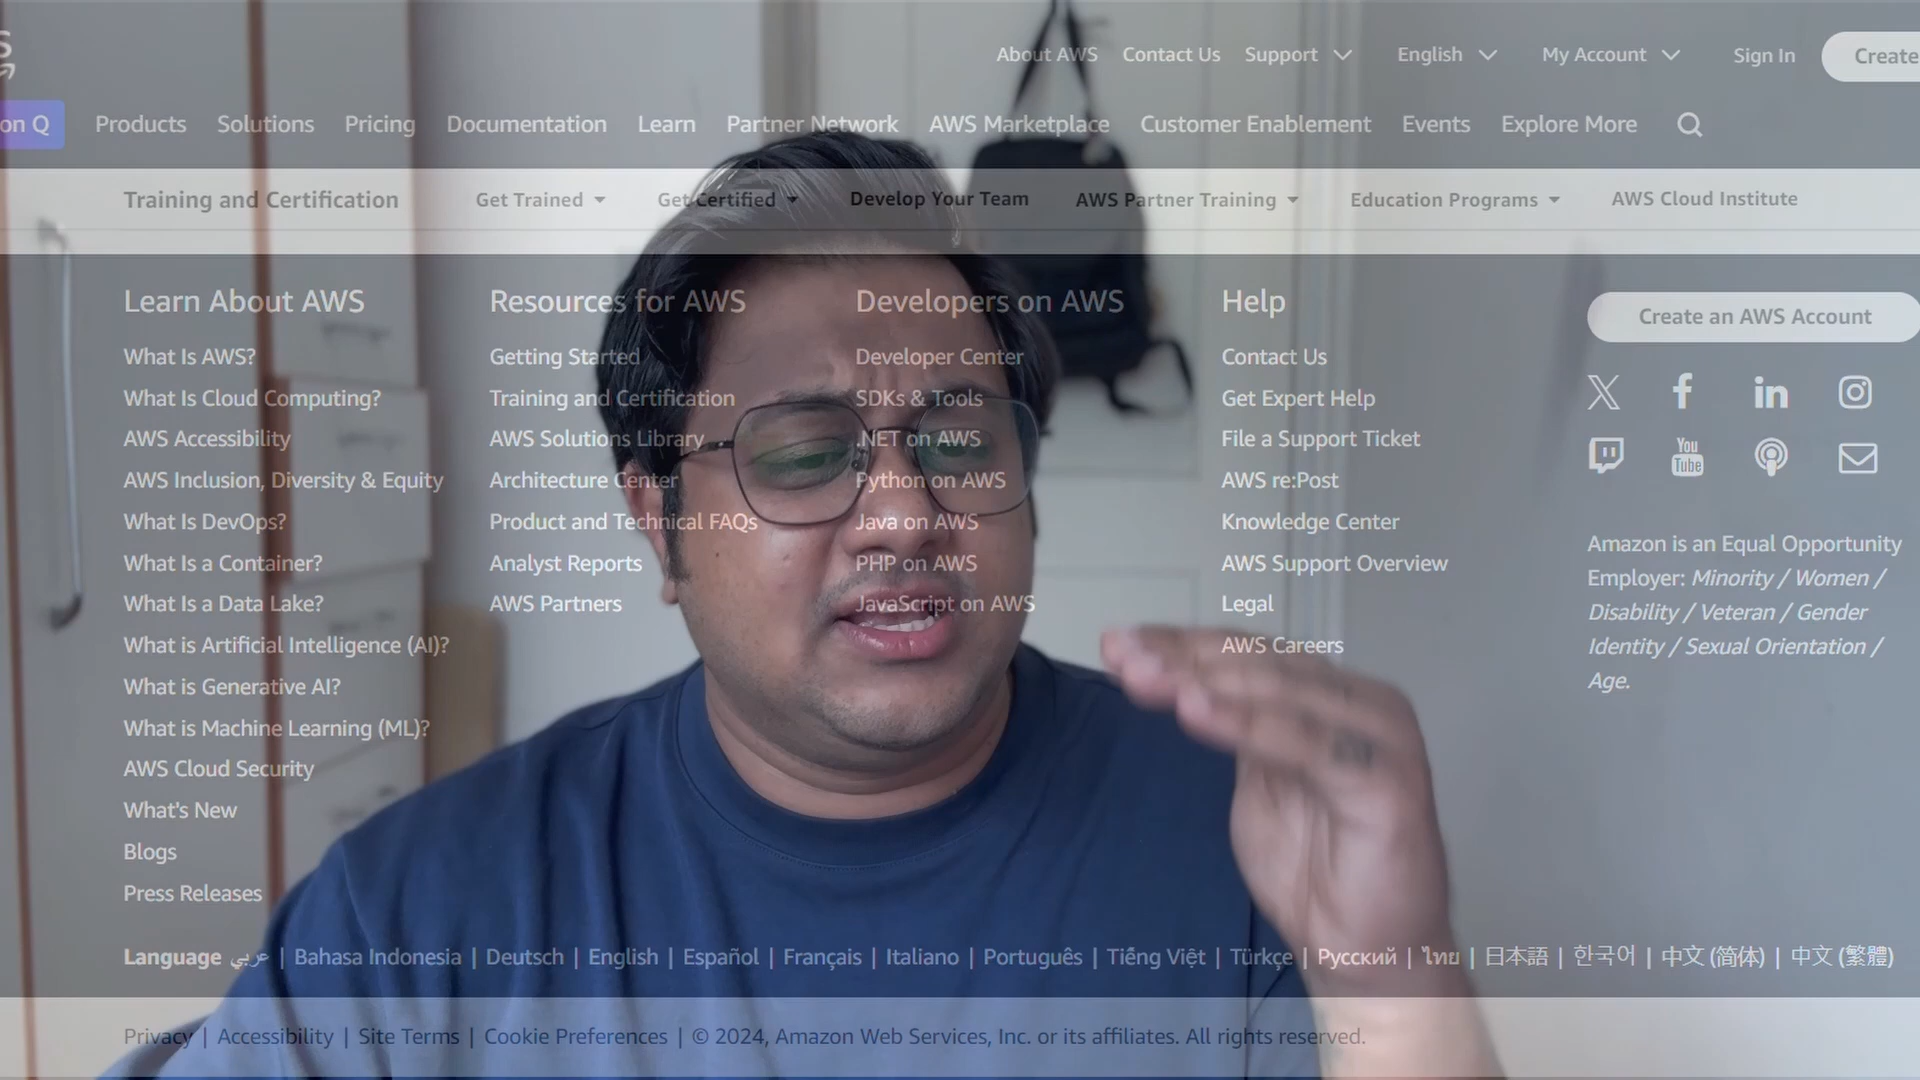 About AWS Contact Us Support English My Account Sign In Create
on Q Products Solutions Pricing Documentation Learn Partner Network AWS Marketplace Customer Enablement Events Explore More
Training and Certification Get Trained Get Certified Develop Your Team AWS Partner Training Education Programs AWS Cloud Institute
Learn About AWS
What Is AWS?
What Is Cloud Computing?
AWS Accessibility
AWS Inclusion, Diversity & Equity
What Is DevOps?
What Is a Container?
What Is a Data Lake?
What is Artificial Intelligence (AI)?
What is Generative AI?
What is Machine Learning (ML)?
AWS Cloud Security
What's New
Blogs
Press Releases
Resources for AWS
Getting Started
Training and Certification
AWS Solutions Library
Architecture Center
Product and Technical FAQs
Analyst Reports
AWS Partners
Developers on AWS
Developer Center
SDKs & Tools
.NET on AWS
Python on AWS
Java on AWS
PHP on AWS
JavaScript on AWS
Help
Contact Us
Get Expert Help
File a Support Ticket
AWS re:Post
Knowledge Center
AWS Support Overview
Legal
AWS Careers
Create an AWS Account
You
Tube
Amazon is an Equal Opportunity
Employer: Minority / Women /
Disability / Veteran / Gender
Identity / Sexual Orientation /
Age.
Language عربي | Bahasa Indonesia | Deutsch | English | Español | Français | Italiano | Português | Tiếng Việt | Türkçe | Ρусский | ไทย | 日本語 | 한국어 | 中文 (简体) | 中文 (繁體)
Privacy | Accessibility | Site Terms | Cookie Preferences | © 2024, Amazon Web Services, Inc. or its affiliates. All rights reserved.